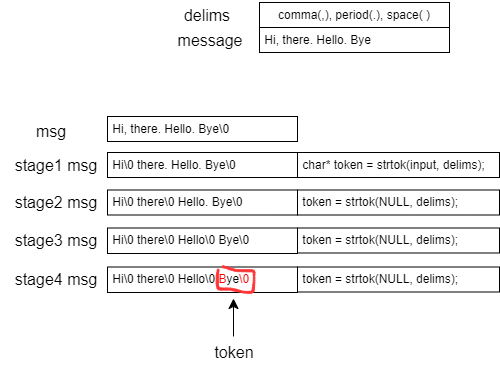 delims comma(,), period(.), space( )
message Hi, there. Hello. Bye
msg Hi, there. Hello. Bye\0
stage1 msg Hi\0 there. Hello. Bye\0 char* token = strtok(input, delims);
stage2 msg Hi\0 there\0 Hello. Bye\0 token = strtok(NULL, delims);
stage3 msg Hi\0 there\0 Hello\0 Bye\0 token = strtok(NULL, delims);
stage4 msg Hi\0 there\0 Hello\0 Bye\0 token = strtok(NULL, delims);
token